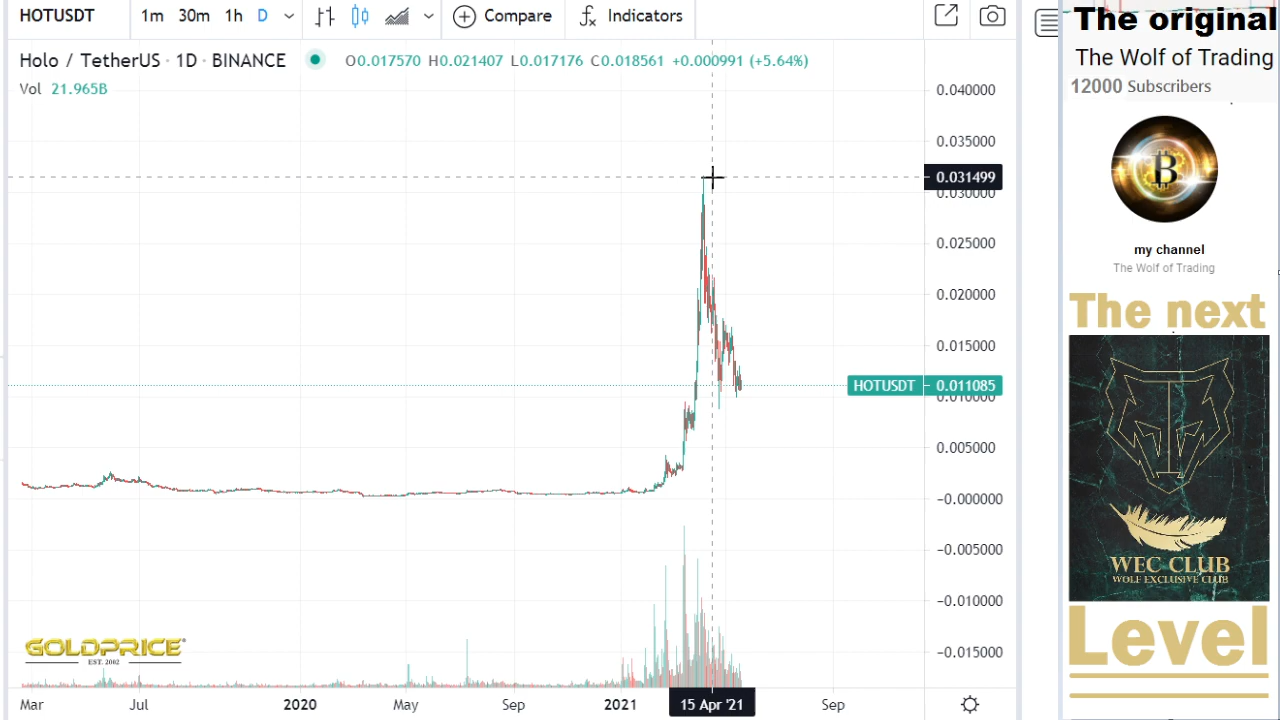 HOTUSDT 1m 30m 1h D Compare Indicators
Holo / TetherUS · 1D · BINANCE O0.017570 H0.021407 L0.017176 C0.018561 +0.000991 (+5.64%)
Vol 21.965B
0.040000
0.035000
0.031499
0.030000
0.025000
0.020000
0.015000
HOTUSDT 0.011085
0.010000
0.005000
-0.000000
-0.005000
-0.010000
-0.015000
GOLDPRICE®
EST. 2002
Mar Jul 2020 May Sep 2021 15 Apr '21 Sep
The original
The Wolf of Trading
12000 Subscribers
B
my channel
The Wolf of Trading
The next
WEC CLUB
WOLF EXCLUSIVE CLUB
Level